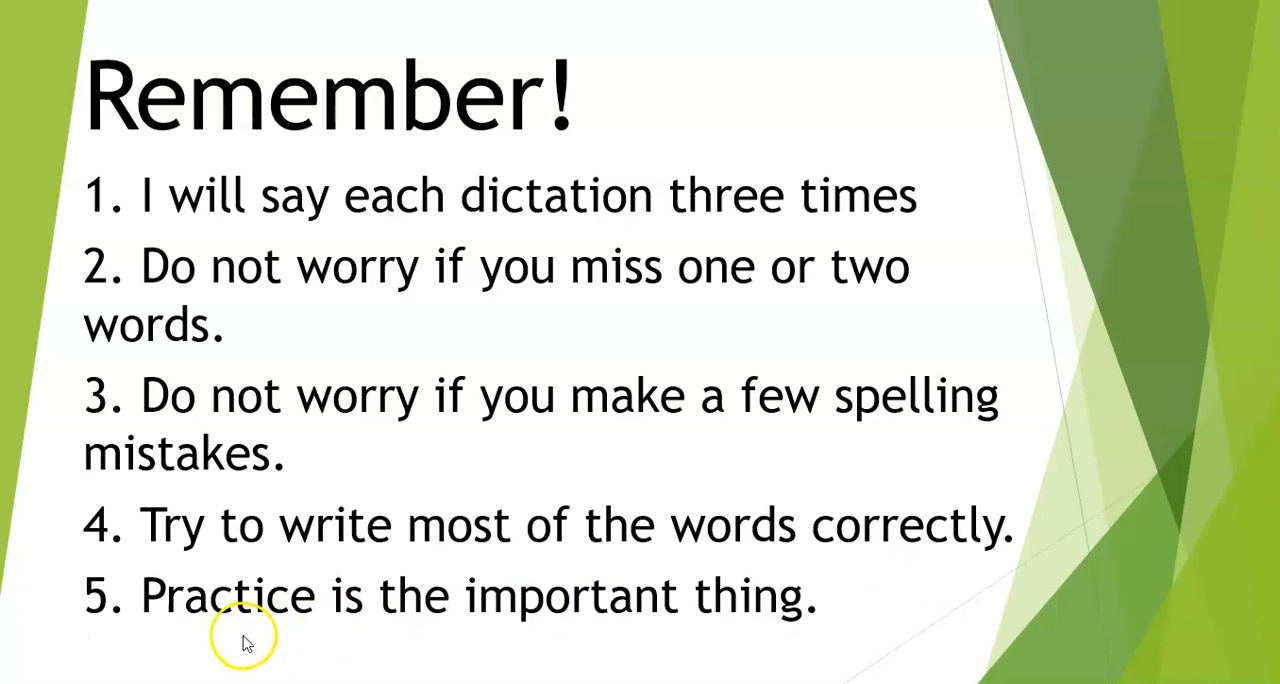 Remember!
1. I will say each dictation three times
2. Do not worry if you miss one or two
words.
3. Do not worry if you make a few spelling
mistakes.
4. Try to write most of the words correctly.
5. Practice is the important thing.